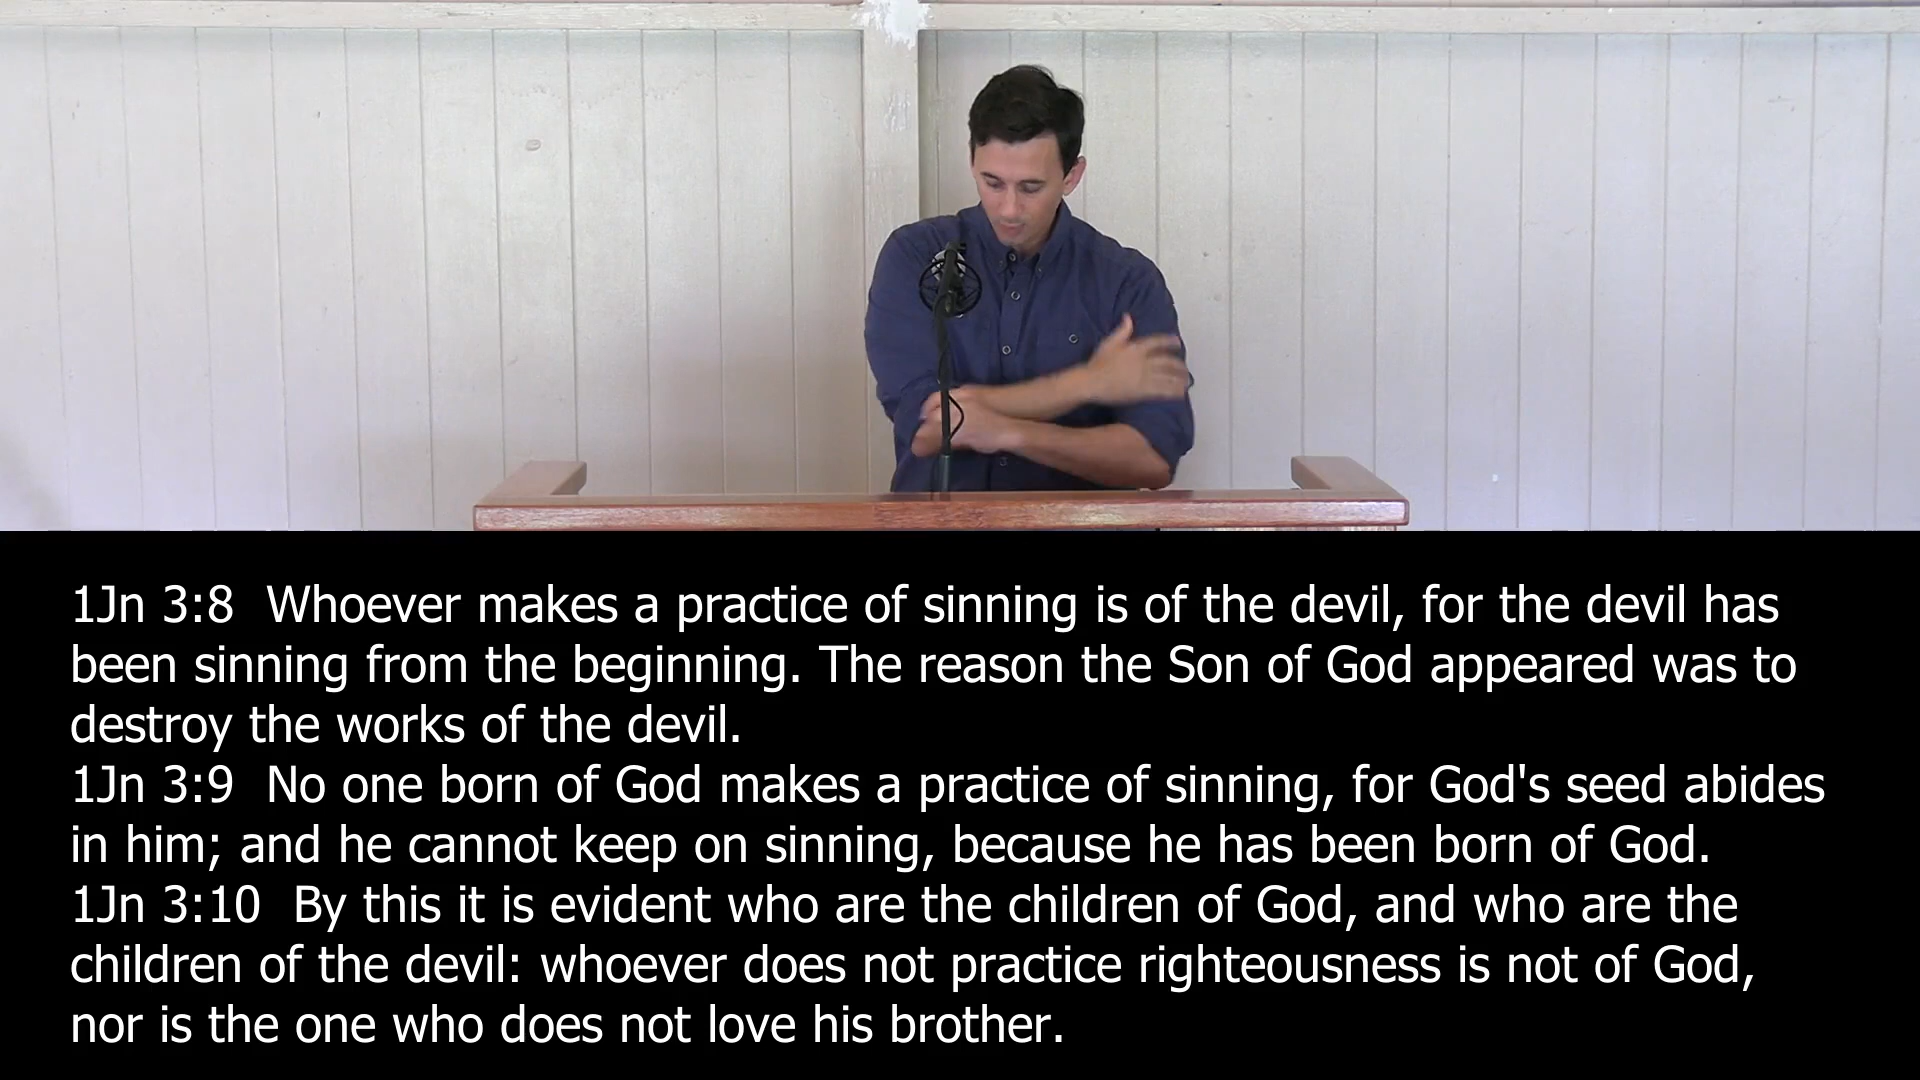 1Jn 3:8  Whoever makes a practice of sinning is of the devil, for the devil has
been sinning from the beginning. The reason the Son of God appeared was to
destroy the works of the devil.
1Jn 3:9  No one born of God makes a practice of sinning, for God's seed abides
in him; and he cannot keep on sinning, because he has been born of God.
1Jn 3:10  By this it is evident who are the children of God, and who are the
children of the devil: whoever does not practice righteousness is not of God,
nor is the one who does not love his brother.